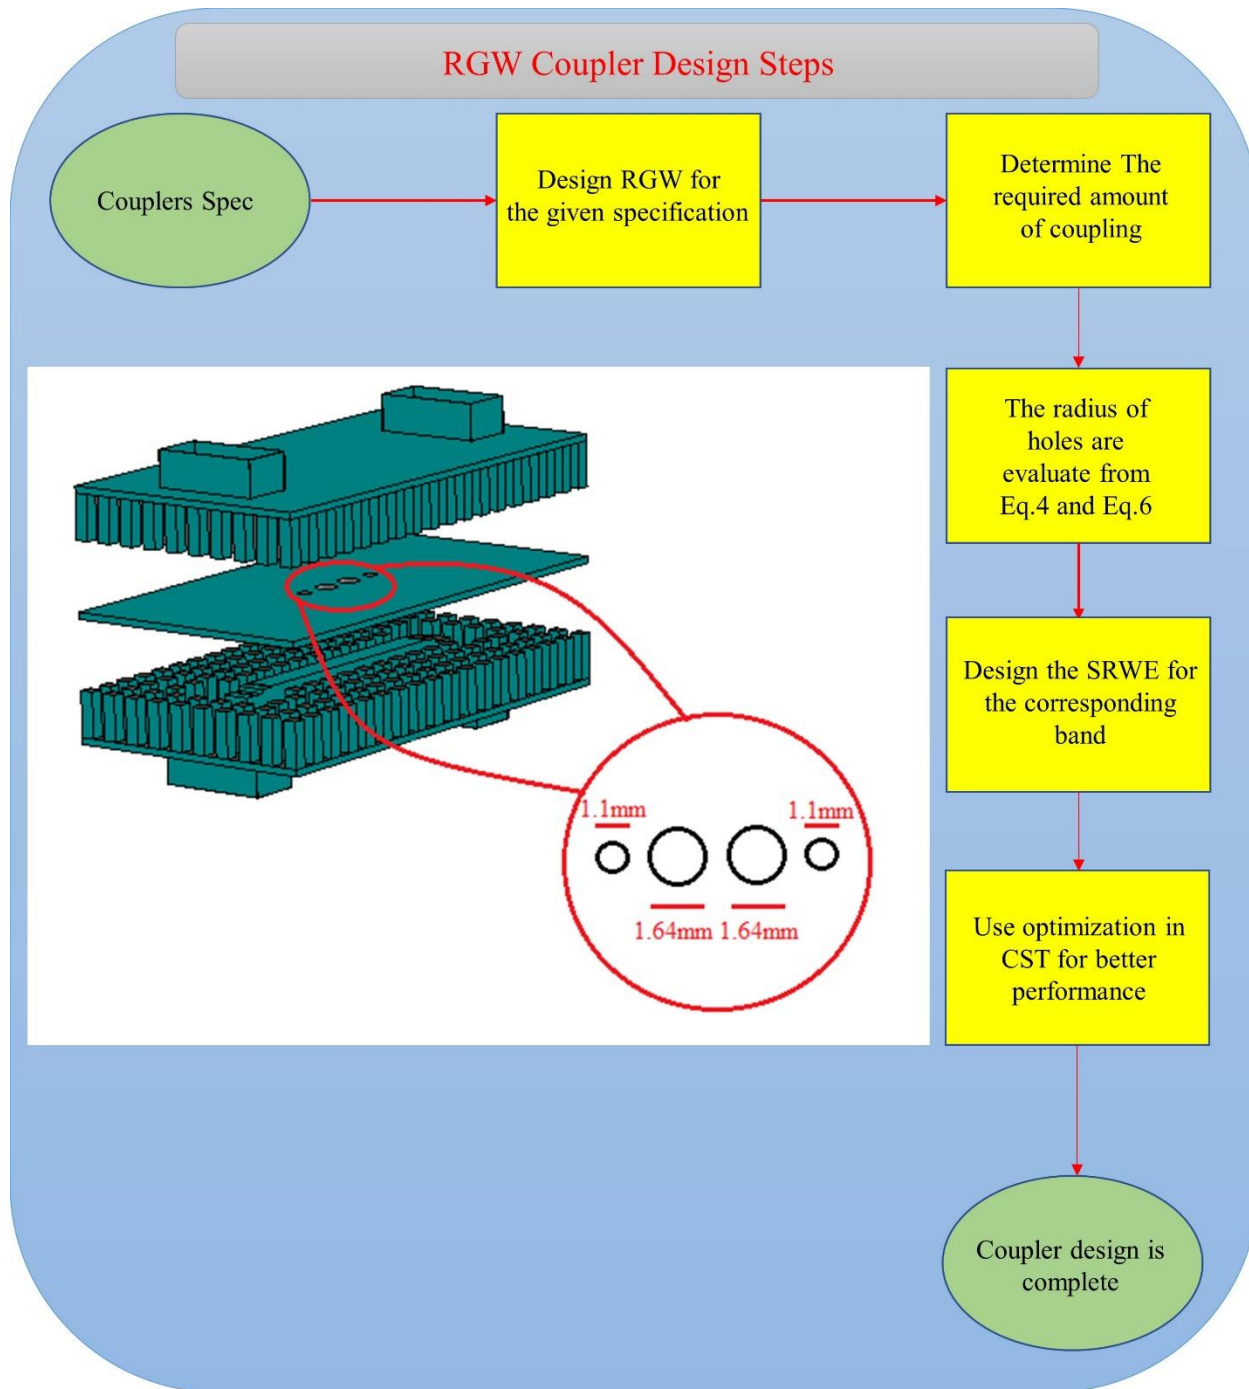 RGW Coupler Design Steps
Couplers Spec
Design RGW for
the given specification
Determine The
required amount
of coupling
The radius of
holes are
evaluate from
Eq.4 and Eq.6
Design the SRWE for
the corresponding
band
Use optimization in
CST for better
performance
Coupler design is
complete
1.1mm
1.1mm
1.64mm 1.64mm